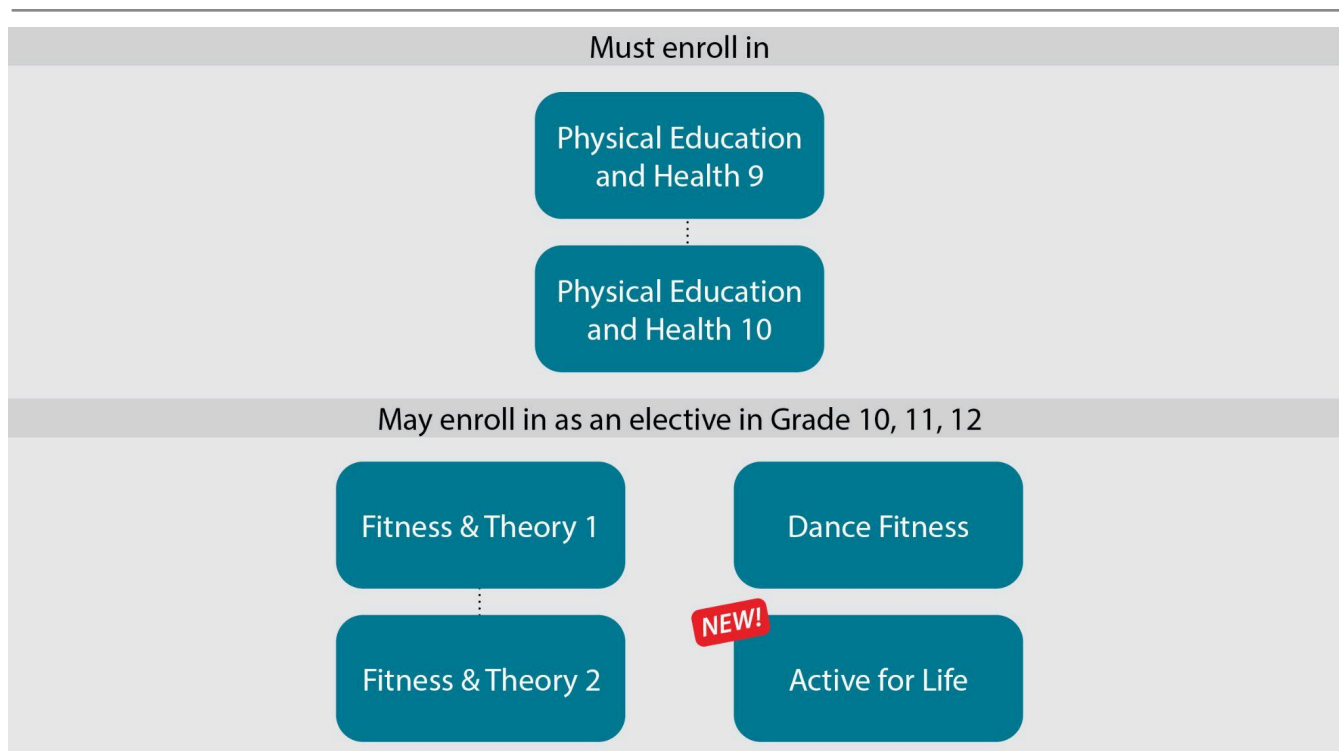 Must enroll in
Physical Education
and Health 9
Physical Education
and Health 10
May enroll in as an elective in Grade 10, 11, 12
Fitness & Theory 1
Dance Fitness
Fitness & Theory 2
NEW!
Active for Life